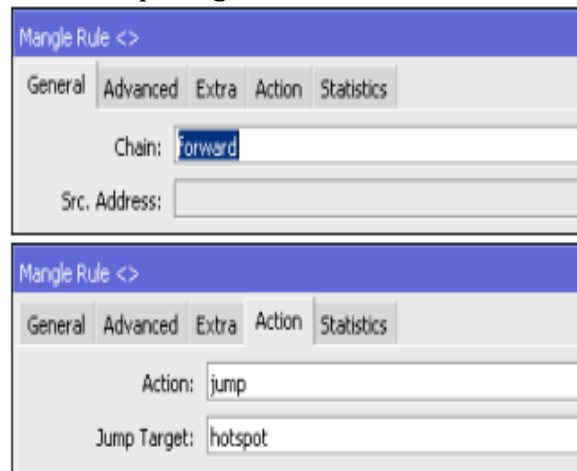 Mangle Rule <>
General Advanced Extra Action Statistics
Chain: forward
Src. Address:
Mangle Rule <>
General Advanced Extra Action Statistics
Action: jump
Jump Target: hotspot